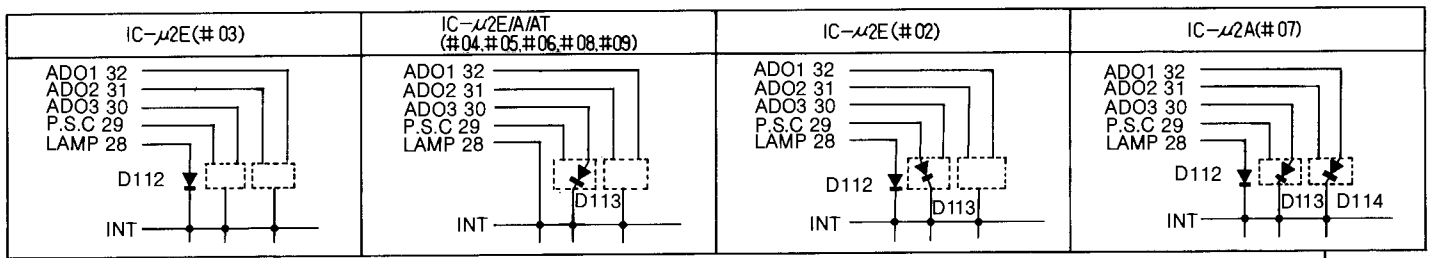 IC-μ2E(#03)
ADO1 32
ADO2 31
ADO3 30
P.S.C 29
LAMP 28
D112
INT
IC-μ2E/A/AT
(#04.#05.#06.#08.#09)
ADO1 32
ADO2 31
ADO3 30
P.S.C 29
LAMP 28
D113
INT
IC-μ2E(#02)
ADO1 32
ADO2 31
ADO3 30
P.S.C 29
LAMP 28
D112
D113
INT
IC-μ2A(#07)
ADO1 32
ADO2 31
ADO3 30
P.S.C 29
LAMP 28
D112
D113 D114
INT